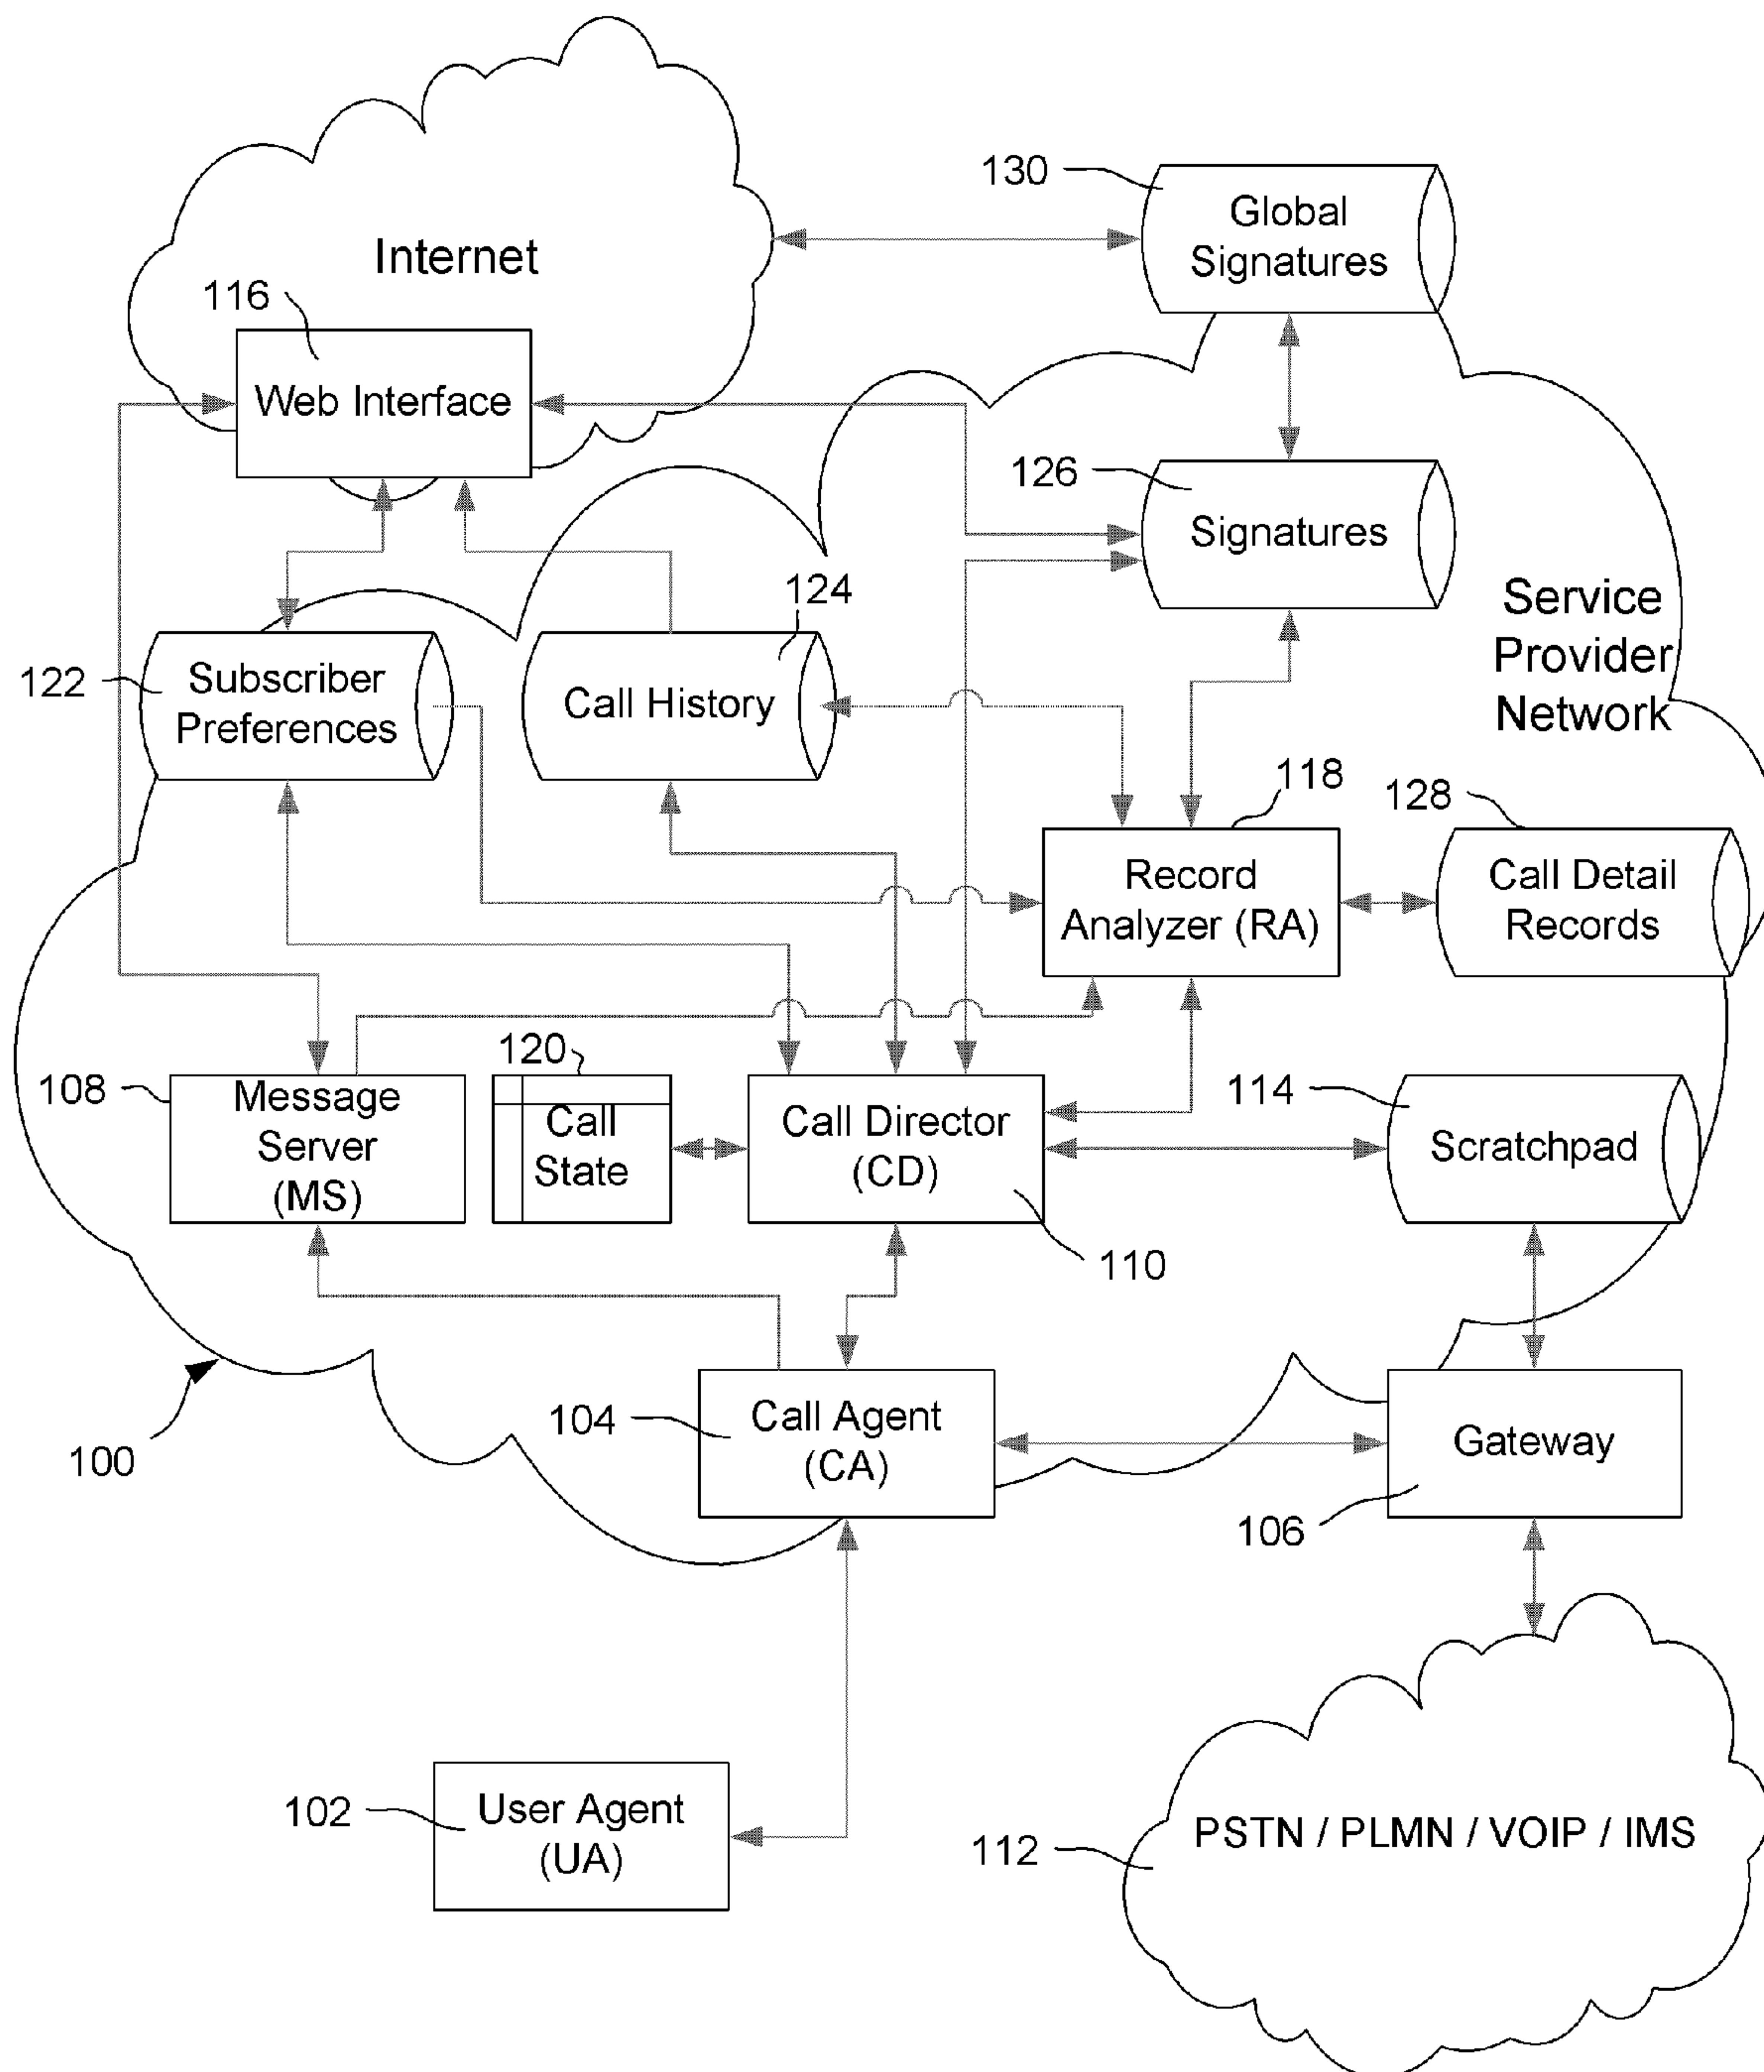 130
Global
Signatures
Internet
116
Web Interface
126
Signatures
Service
Provider
Network
124
122
Subscriber
Preferences
Call History
118
128
Record
Analyzer (RA)
Call Detail
Records
120
108
Message
Server
(MS)
Call
State
Call Director
(CD)
114
Scratchpad
110
100
104
Call Agent
(CA)
Gateway
106
102
User Agent
(UA)
112
PSTN / PLMN / VOIP / IMS